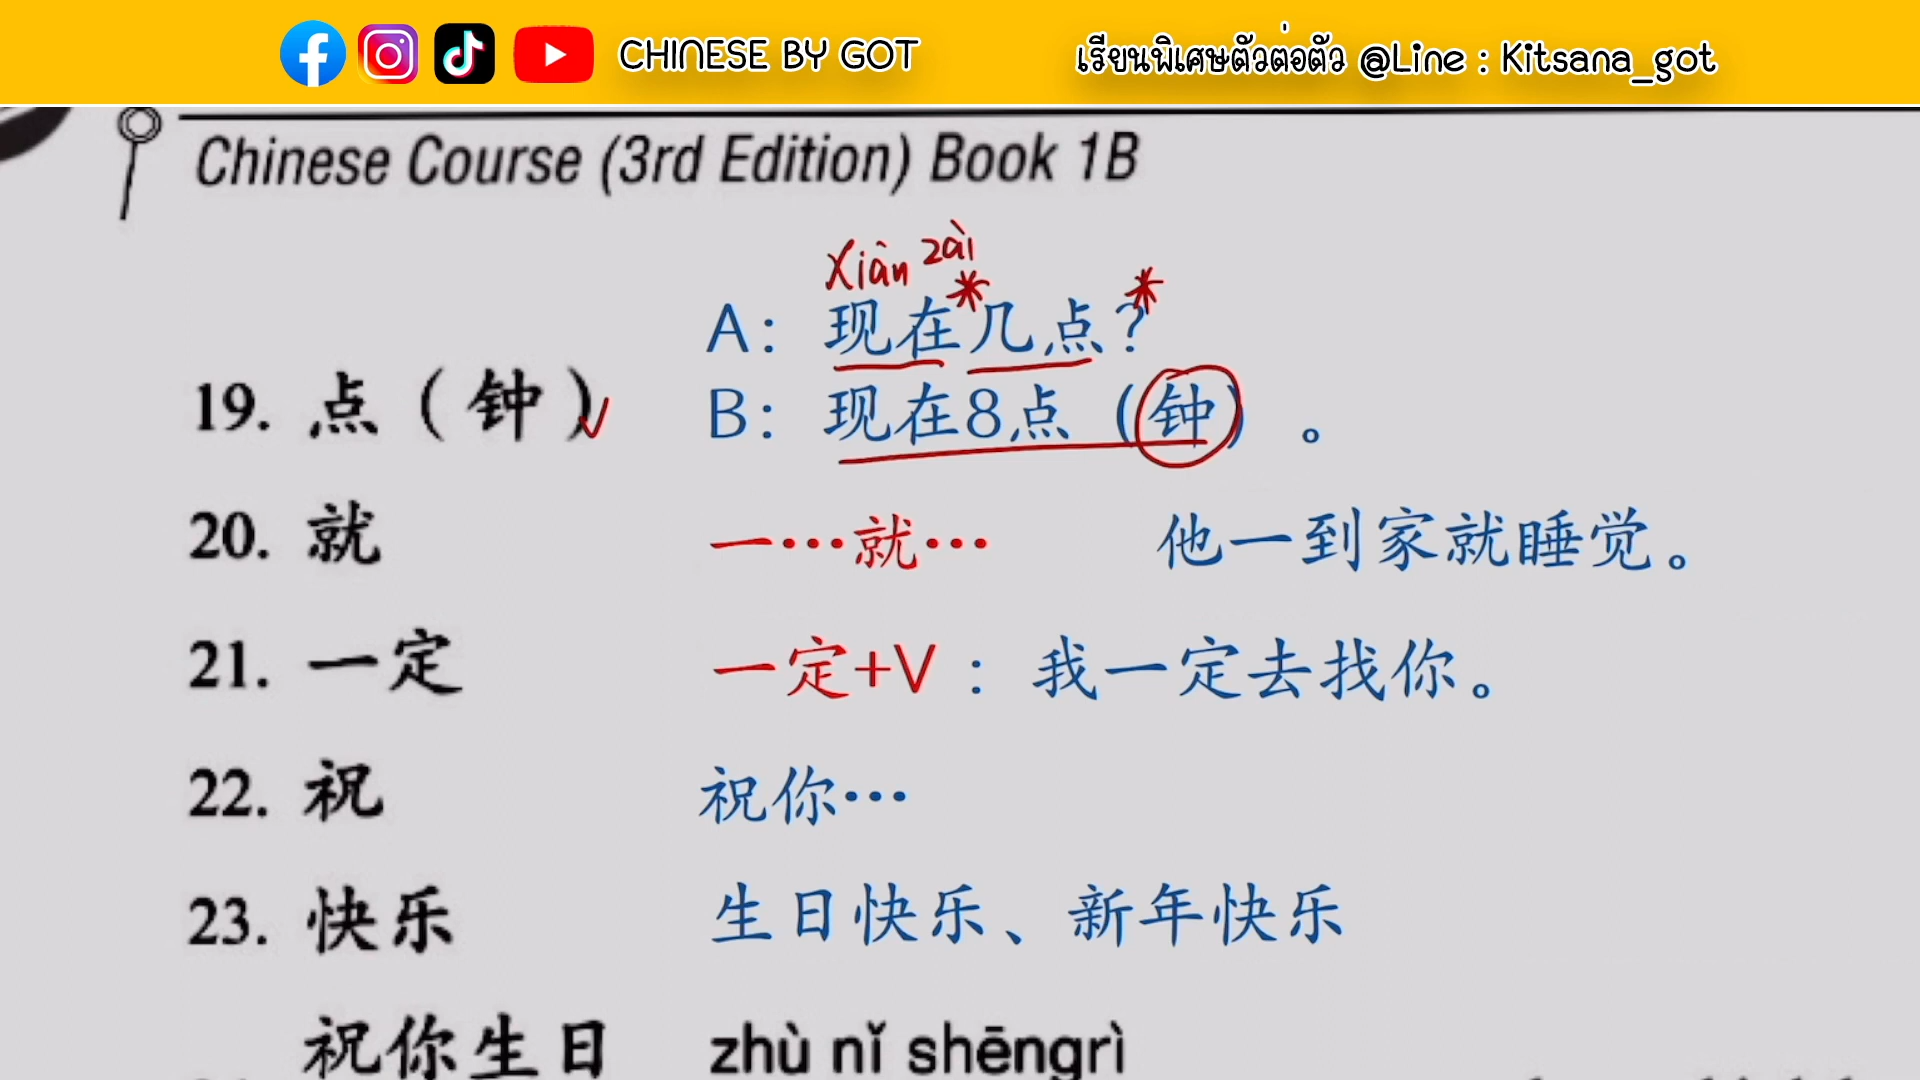 CHINESE BY GOT
เรียนพิเศษตัวต่อตัว @Line : Kitsana_got
Chinese Course (3rd Edition) Book 1B
Xiàn zài
A：现在几点？
19. 点（钟） B：现在8点（钟）。
20. 就 一…就… 他一到家就睡觉。
21. 一定 一定+V ：我一定去找你。
22. 祝 祝你…
23. 快乐 生日快乐、新年快乐
祝你生日 zhù nǐ shēngrì